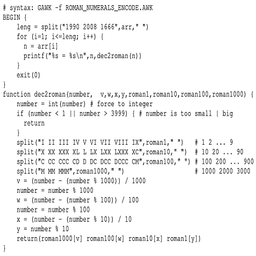 # syntax: GAWK -f ROMAN_NUMERALS_ENCODE.AWK
BEGIN {
    leng = split("1990 2008 1666",arr," ")
    for (i=1; i<=leng; i++) {
      n = arr[i]
      printf("%s = %s\n",n,dec2roman(n))
    }
    exit(0)
}
function dec2roman(number,  v,w,x,y,roman1,roman10,roman100,roman1000) {
    number = int(number) # force to integer
    if (number < 1 || number > 3999) { # number is too small | big
      return
    }
    split("I II III IV V VI VII VIII IX",roman1," ")   # 1 2 ... 9
    split("X XX XXX XL L LX LXX LXXX XC",roman10," ")  # 10 20 ... 90
    split("C CC CCC CD D DC DCC DCCC CM",roman100," ") # 100 200 ... 900
    split("M MM MMM",roman1000," ")                    # 1000 2000 3000
    v = (number - (number % 1000)) / 1000
    number = number % 1000
    w = (number - (number % 100)) / 100
    number = number % 100
    x = (number - (number % 10)) / 10
    y = number % 10
    return(roman1000[v] roman100[w] roman10[x] roman1[y])
}